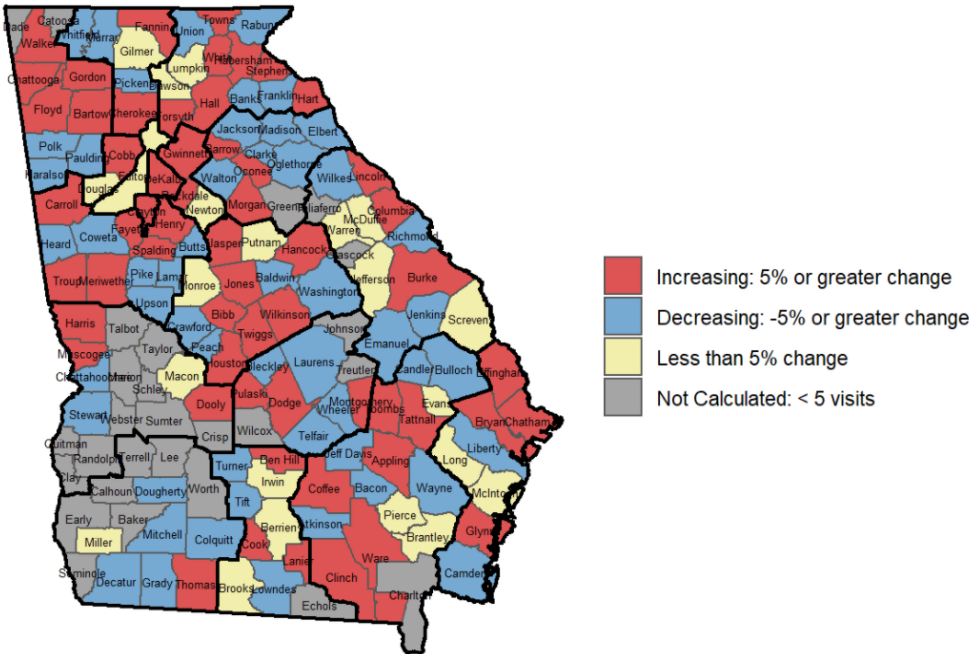 Dade Catoosa Fannin Towns Rabun
Walker Whitfield Murray Union
Gilmer White Habersham
Chattooga Gordon Pickens Lumpkin Stephens
Dawson
Floyd Bartow Cherokee Forsyth Hall Banks Franklin Hart
Polk Paulding Cobb Gwinnett Jackson Madison Elbert
Haralson Barrow Clarke Oglethorpe
Douglas Fulton DeKalb Walton Oconee Wilkes Lincoln
Carroll Rockdale Newton Morgan Greene Taliaferro Columbia
Clayton McDuffie
Fayette Henry Warren Richmond
Heard Coweta Spalding Butts Jasper Putnam Hancock Glascock
Troup Meriwether Pike Lamar Monroe Jones Baldwin Jefferson Burke
Upson Washington Screven
Harris Talbot Crawford Bibb Wilkinson Jenkins
Muscogee Taylor Peach Twiggs Johnson Emanuel
Chattahoochee Marion Macon Houston Bleckley Laurens Treutlen Candler Bulloch Effingham
Schley
Stewart Webster Sumter Dooly Pulaski Dodge Montgomery Toombs Evans
Wheeler Tattnall Bryan Chatham
Quitman Crisp Wilcox Telfair
Randolph Terrell Lee Turner Ben Hill Jeff Davis Appling Long Liberty
Clay Calhoun Dougherty Worth Tift Irwin Coffee Bacon Wayne McIntosh
Early Baker Mitchell Colquitt Berrien Atkinson Pierce
Miller Cook Brantley Glynn
Seminole Decatur Grady Thomas Brooks Lanier Clinch Ware Camden
Lowndes
Echols Charlton
Increasing: 5% or greater change
Decreasing: -5% or greater change
Less than 5% change
Not Calculated: < 5 visits